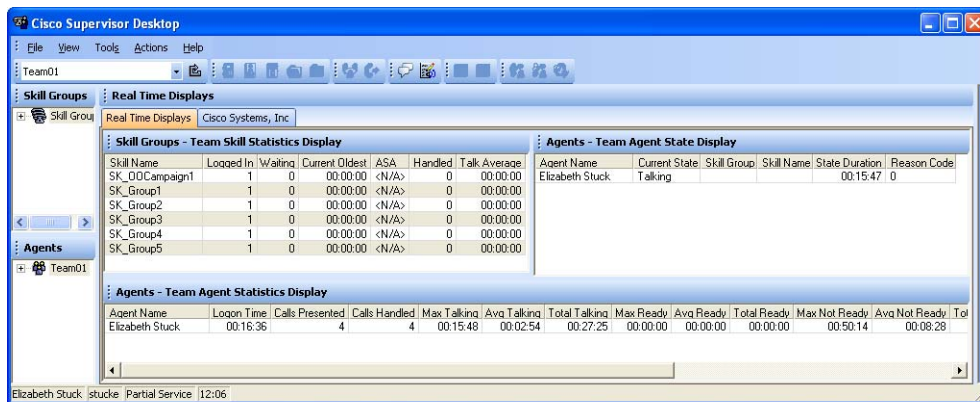 Cisco Supervisor Desktop
File View Tools Actions Help
Team01
Skill Groups
Real Time Displays
Skill Grou
Real Time Displays Cisco Systems, Inc
Skill Groups - Team Skill Statistics Display
Skill Name Logged In Waiting Current Oldest ASA Handled Talk Average
SK_OOCampaign1 1 0 00:00:00 <N/A> 0 00:00:00
SK_Group1 1 0 00:00:00 <N/A> 0 00:00:00
SK_Group2 1 0 00:00:00 <N/A> 0 00:00:00
SK_Group3 1 0 00:00:00 <N/A> 0 00:00:00
SK_Group4 1 0 00:00:00 <N/A> 0 00:00:00
SK_Group5 1 0 00:00:00 <N/A> 0 00:00:00
Agents - Team Agent State Display
Agent Name Current State Skill Group Skill Name State Duration Reason Code
Elizabeth Stuck Talking 00:15:47 0
Agents
Team01
Agents - Team Agent Statistics Display
Agent Name Logon Time Calls Presented Calls Handled Max Talking Avg Talking Total Talking Max Ready Avg Ready Total Ready Max Not Ready Avg Not Ready Tot
Elizabeth Stuck 00:16:36 4 4 00:15:48 00:02:54 00:27:25 00:00:00 00:00:00 00:00:00 00:50:14 00:08:28
Elizabeth Stuck stucke Partial Service 12:06